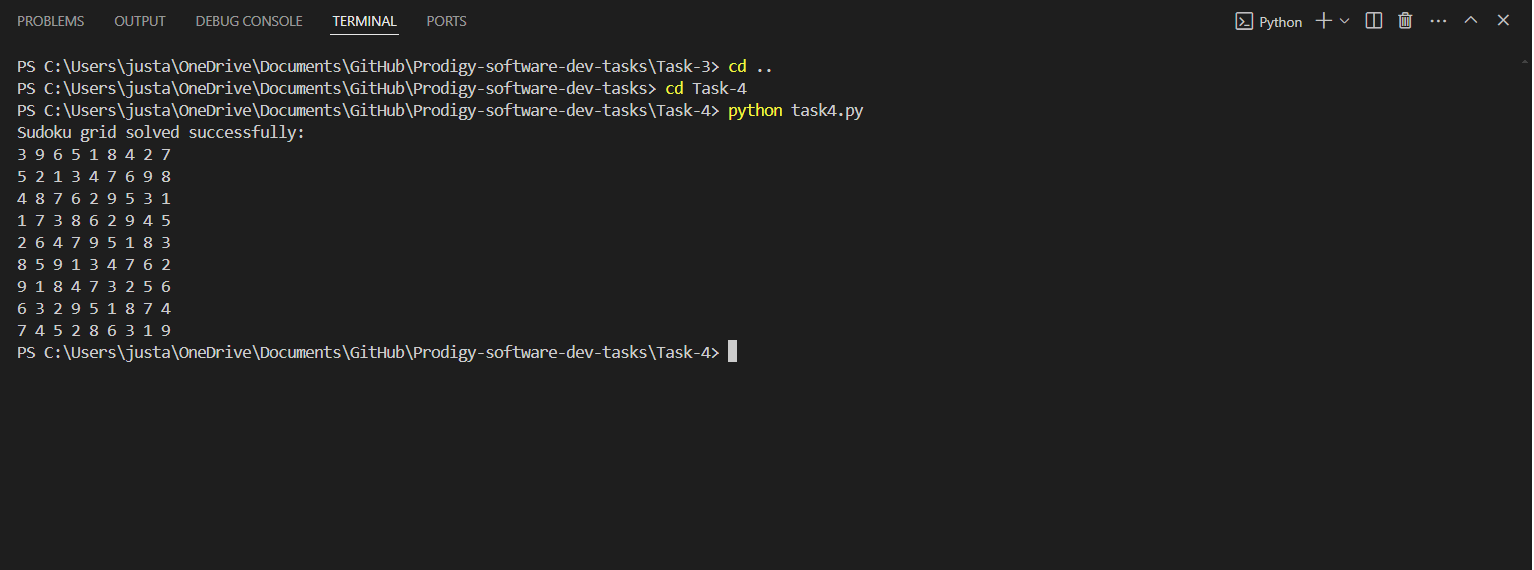 PROBLEMS OUTPUT DEBUG CONSOLE TERMINAL PORTS Python
PS C:\Users\justa\OneDrive\Documents\GitHub\Prodigy-software-dev-tasks\Task-3> cd ..
PS C:\Users\justa\OneDrive\Documents\GitHub\Prodigy-software-dev-tasks> cd Task-4
PS C:\Users\justa\OneDrive\Documents\GitHub\Prodigy-software-dev-tasks\Task-4> python task4.py
Sudoku grid solved successfully:
3 9 6 5 1 8 4 2 7
5 2 1 3 4 7 6 9 8
4 8 7 6 2 9 5 3 1
1 7 3 8 6 2 9 4 5
2 6 4 7 9 5 1 8 3
8 5 9 1 3 4 7 6 2
9 1 8 4 7 3 2 5 6
6 3 2 9 5 1 8 7 4
7 4 5 2 8 6 3 1 9
PS C:\Users\justa\OneDrive\Documents\GitHub\Prodigy-software-dev-tasks\Task-4>